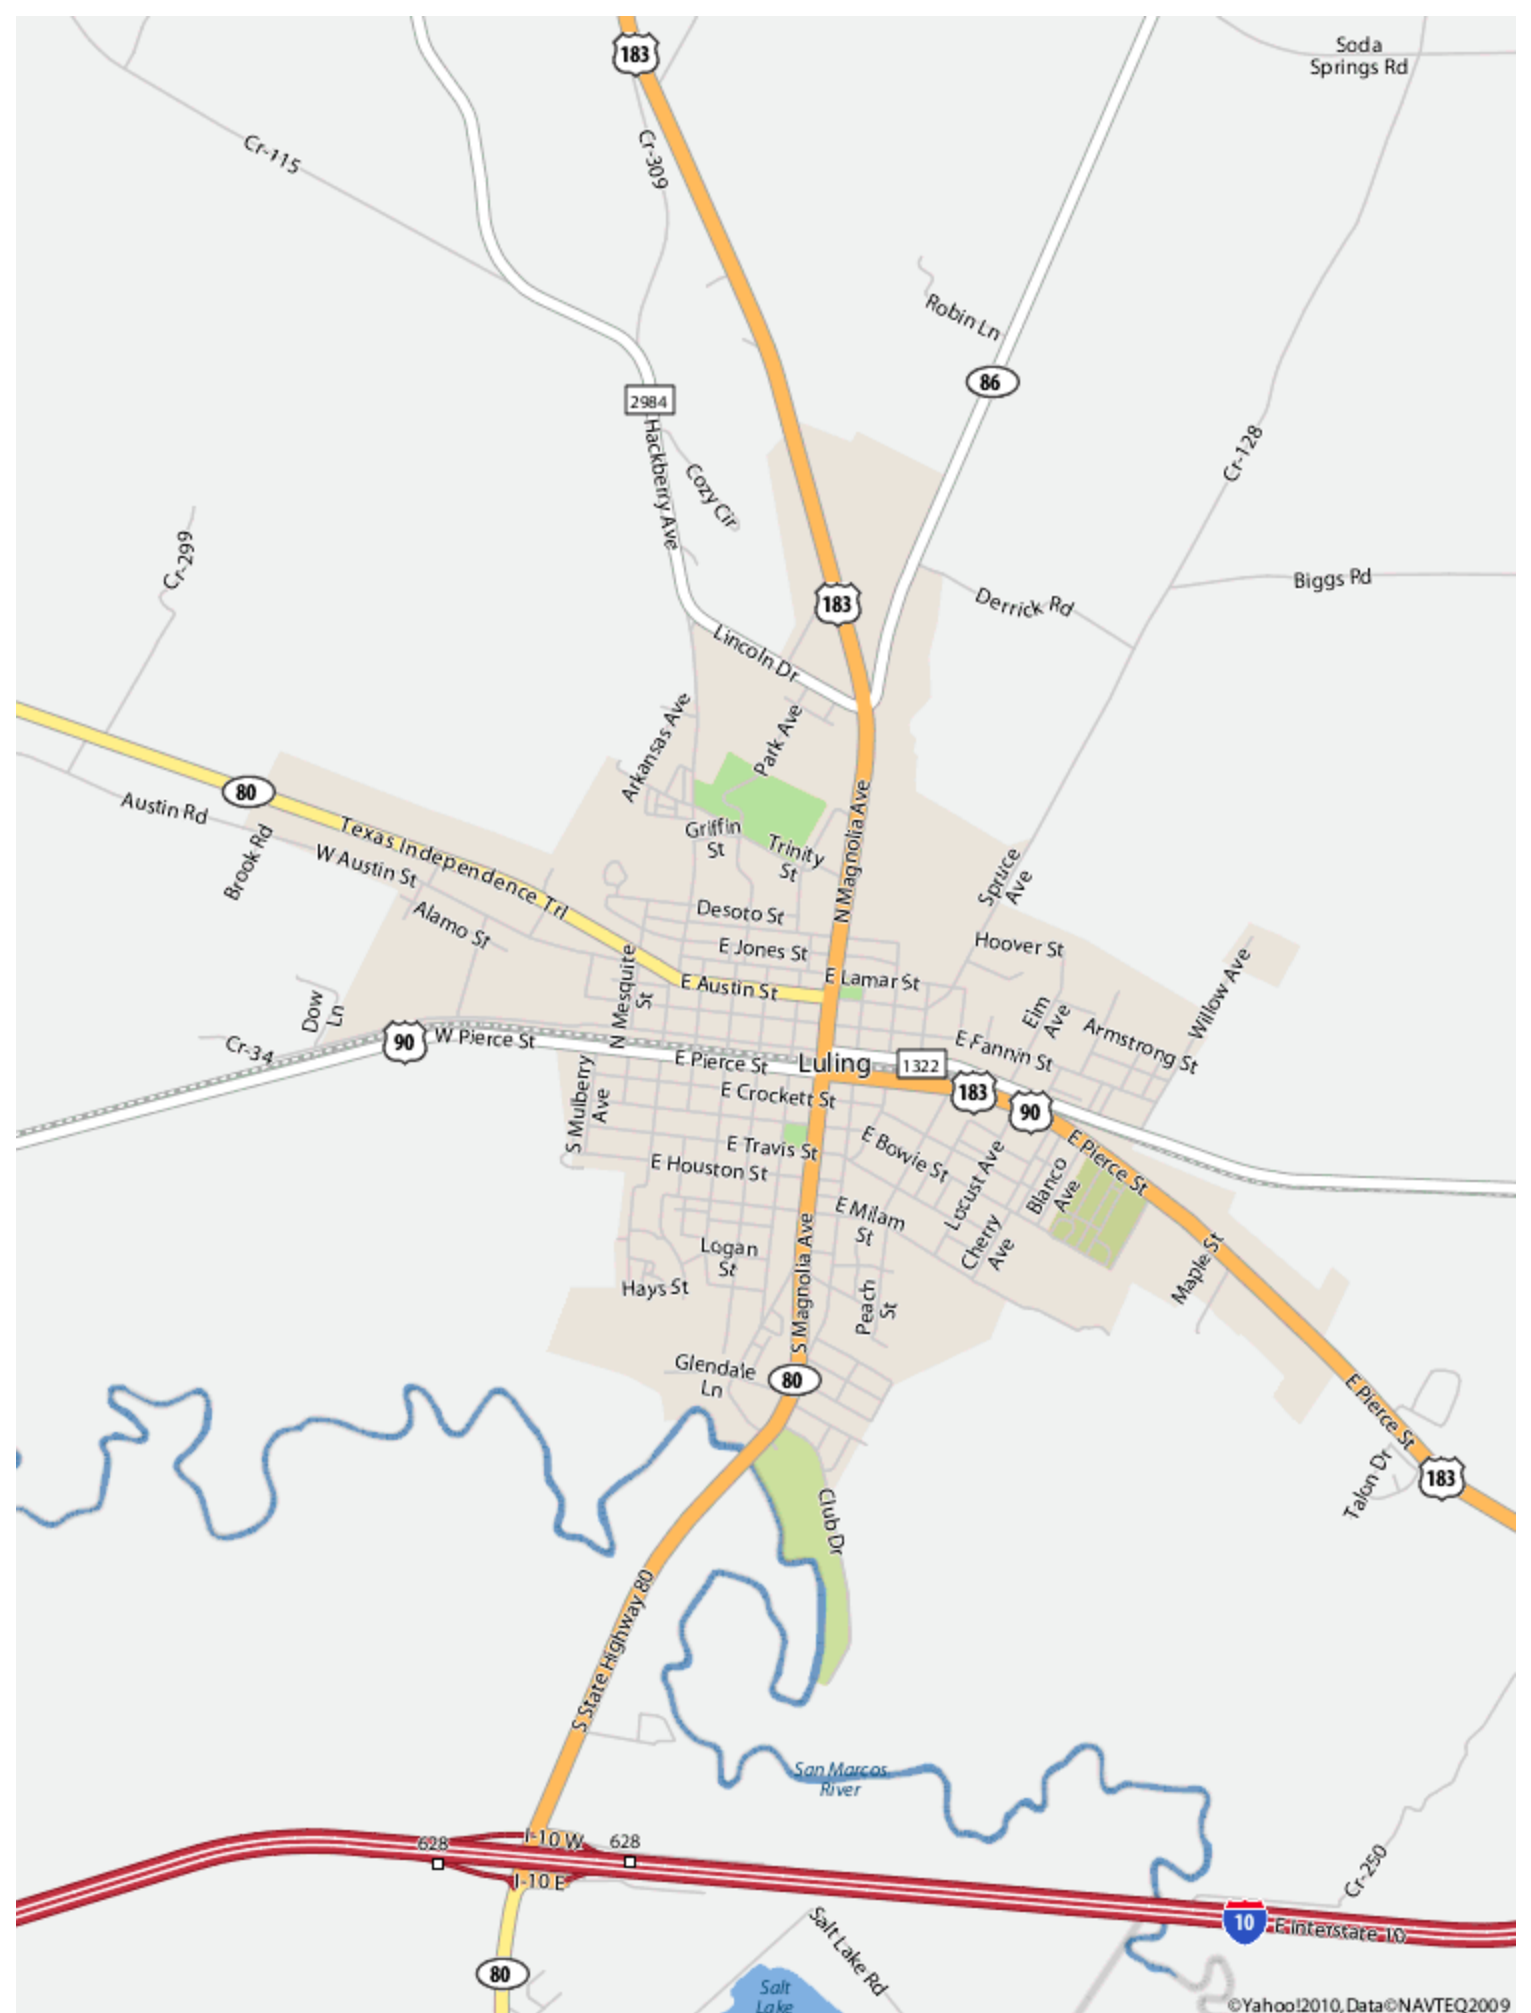 183
Soda
Springs Rd
Cr-115
Cr-309
Robin Ln
86
2984
Hackberry Ave
Cozy Cir
Cr-128
Cr-299
183
Derrick Rd
Biggs Rd
Lincoln Dr
Arkansas Ave
Park Ave
80
Austin Rd
Brook Rd
Texas Independence Trl
W Austin St
Griffin
St
Trinity
St
N Magnolia Ave
Spruce
Ave
Alamo St
Desoto St
E Jones St
Hoover St
E Lamar St
E Austin St
N Mesquite
St
Willow Ave
Elm
Ave
Armstrong St
Dow
Ln
Cr-34
90
W Pierce St
E Pierce St
Luling
1322
E Fannin St
183
90
E Crockett St
S Mulberry
Ave
E Travis St
E Houston St
E Bowie St
Locust Ave
Blanco
Ave
E Pierce St
E Milam
St
Cherry
Ave
Logan
St
Hays St
S Magnolia Ave
Peach
St
Maple St
Glendale
Ln
80
E Pierce St
Talon Dr
183
Club Dr
S State Highway 80
San Marcos
River
628
I-10 W
628
I-10 E
Cr-250
10
E Interstate 10
Salt Lake Rd
80
Salt
Lake
©Yahoo!2010,Data©NAVTEQ2009